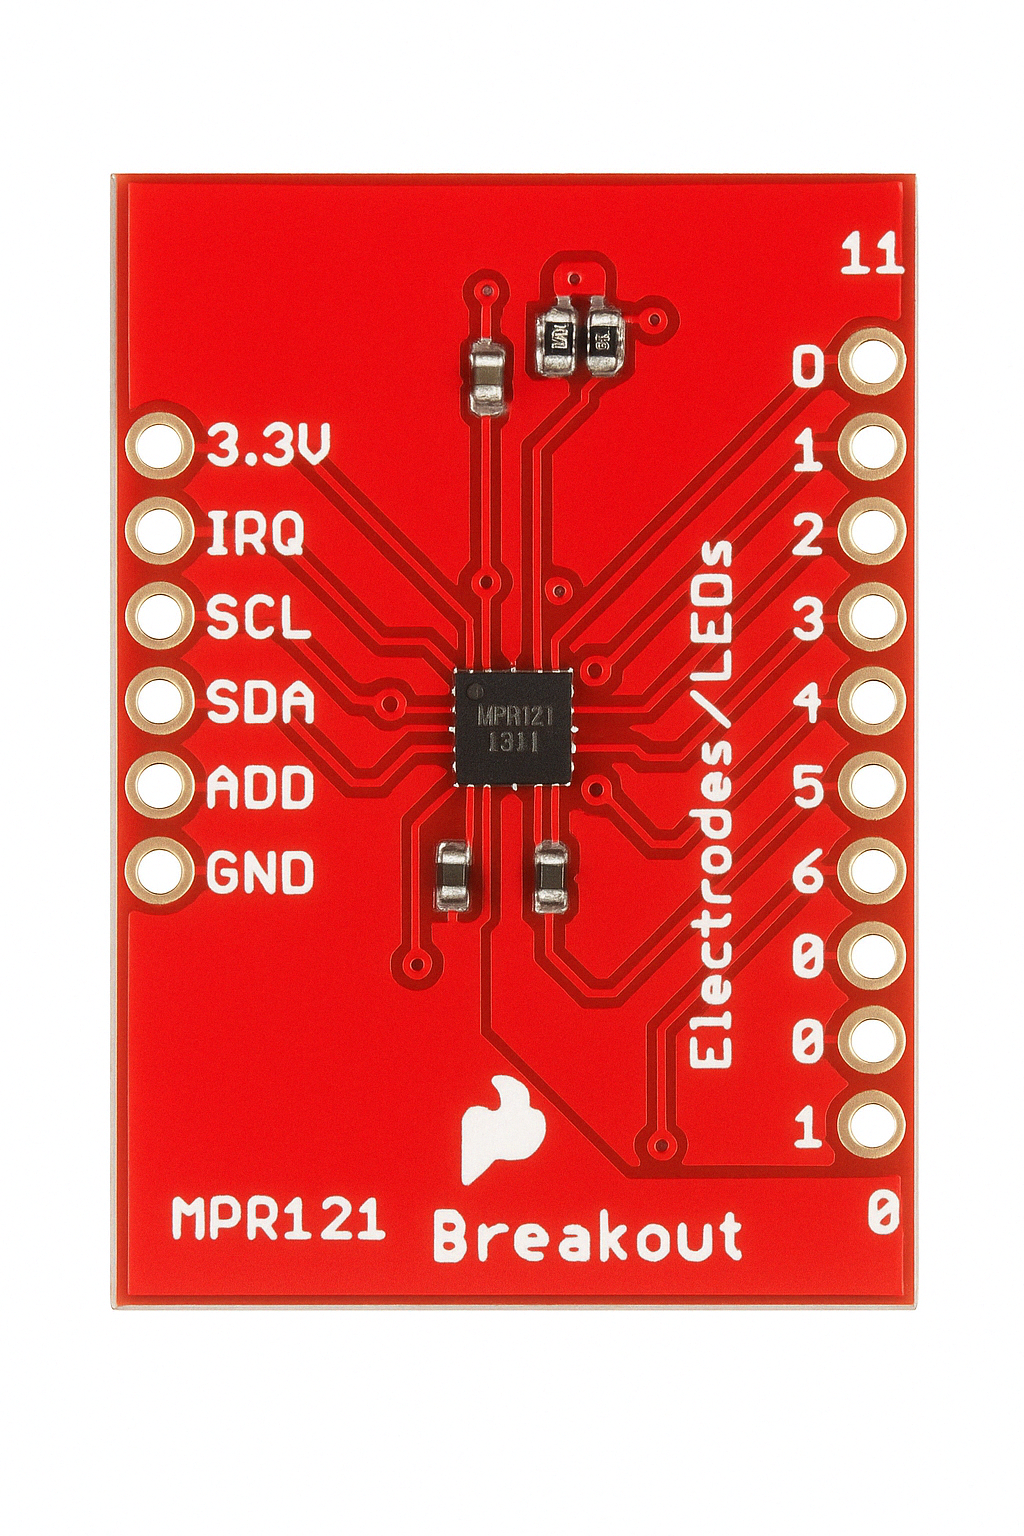 11
0
3.3V
1
IRQ
2
SCL
3
SDA
4
ADD
5
GND
6
0
0
1
Electrodes/LEDs
MPR121
1311
MPR121 Breakout
0